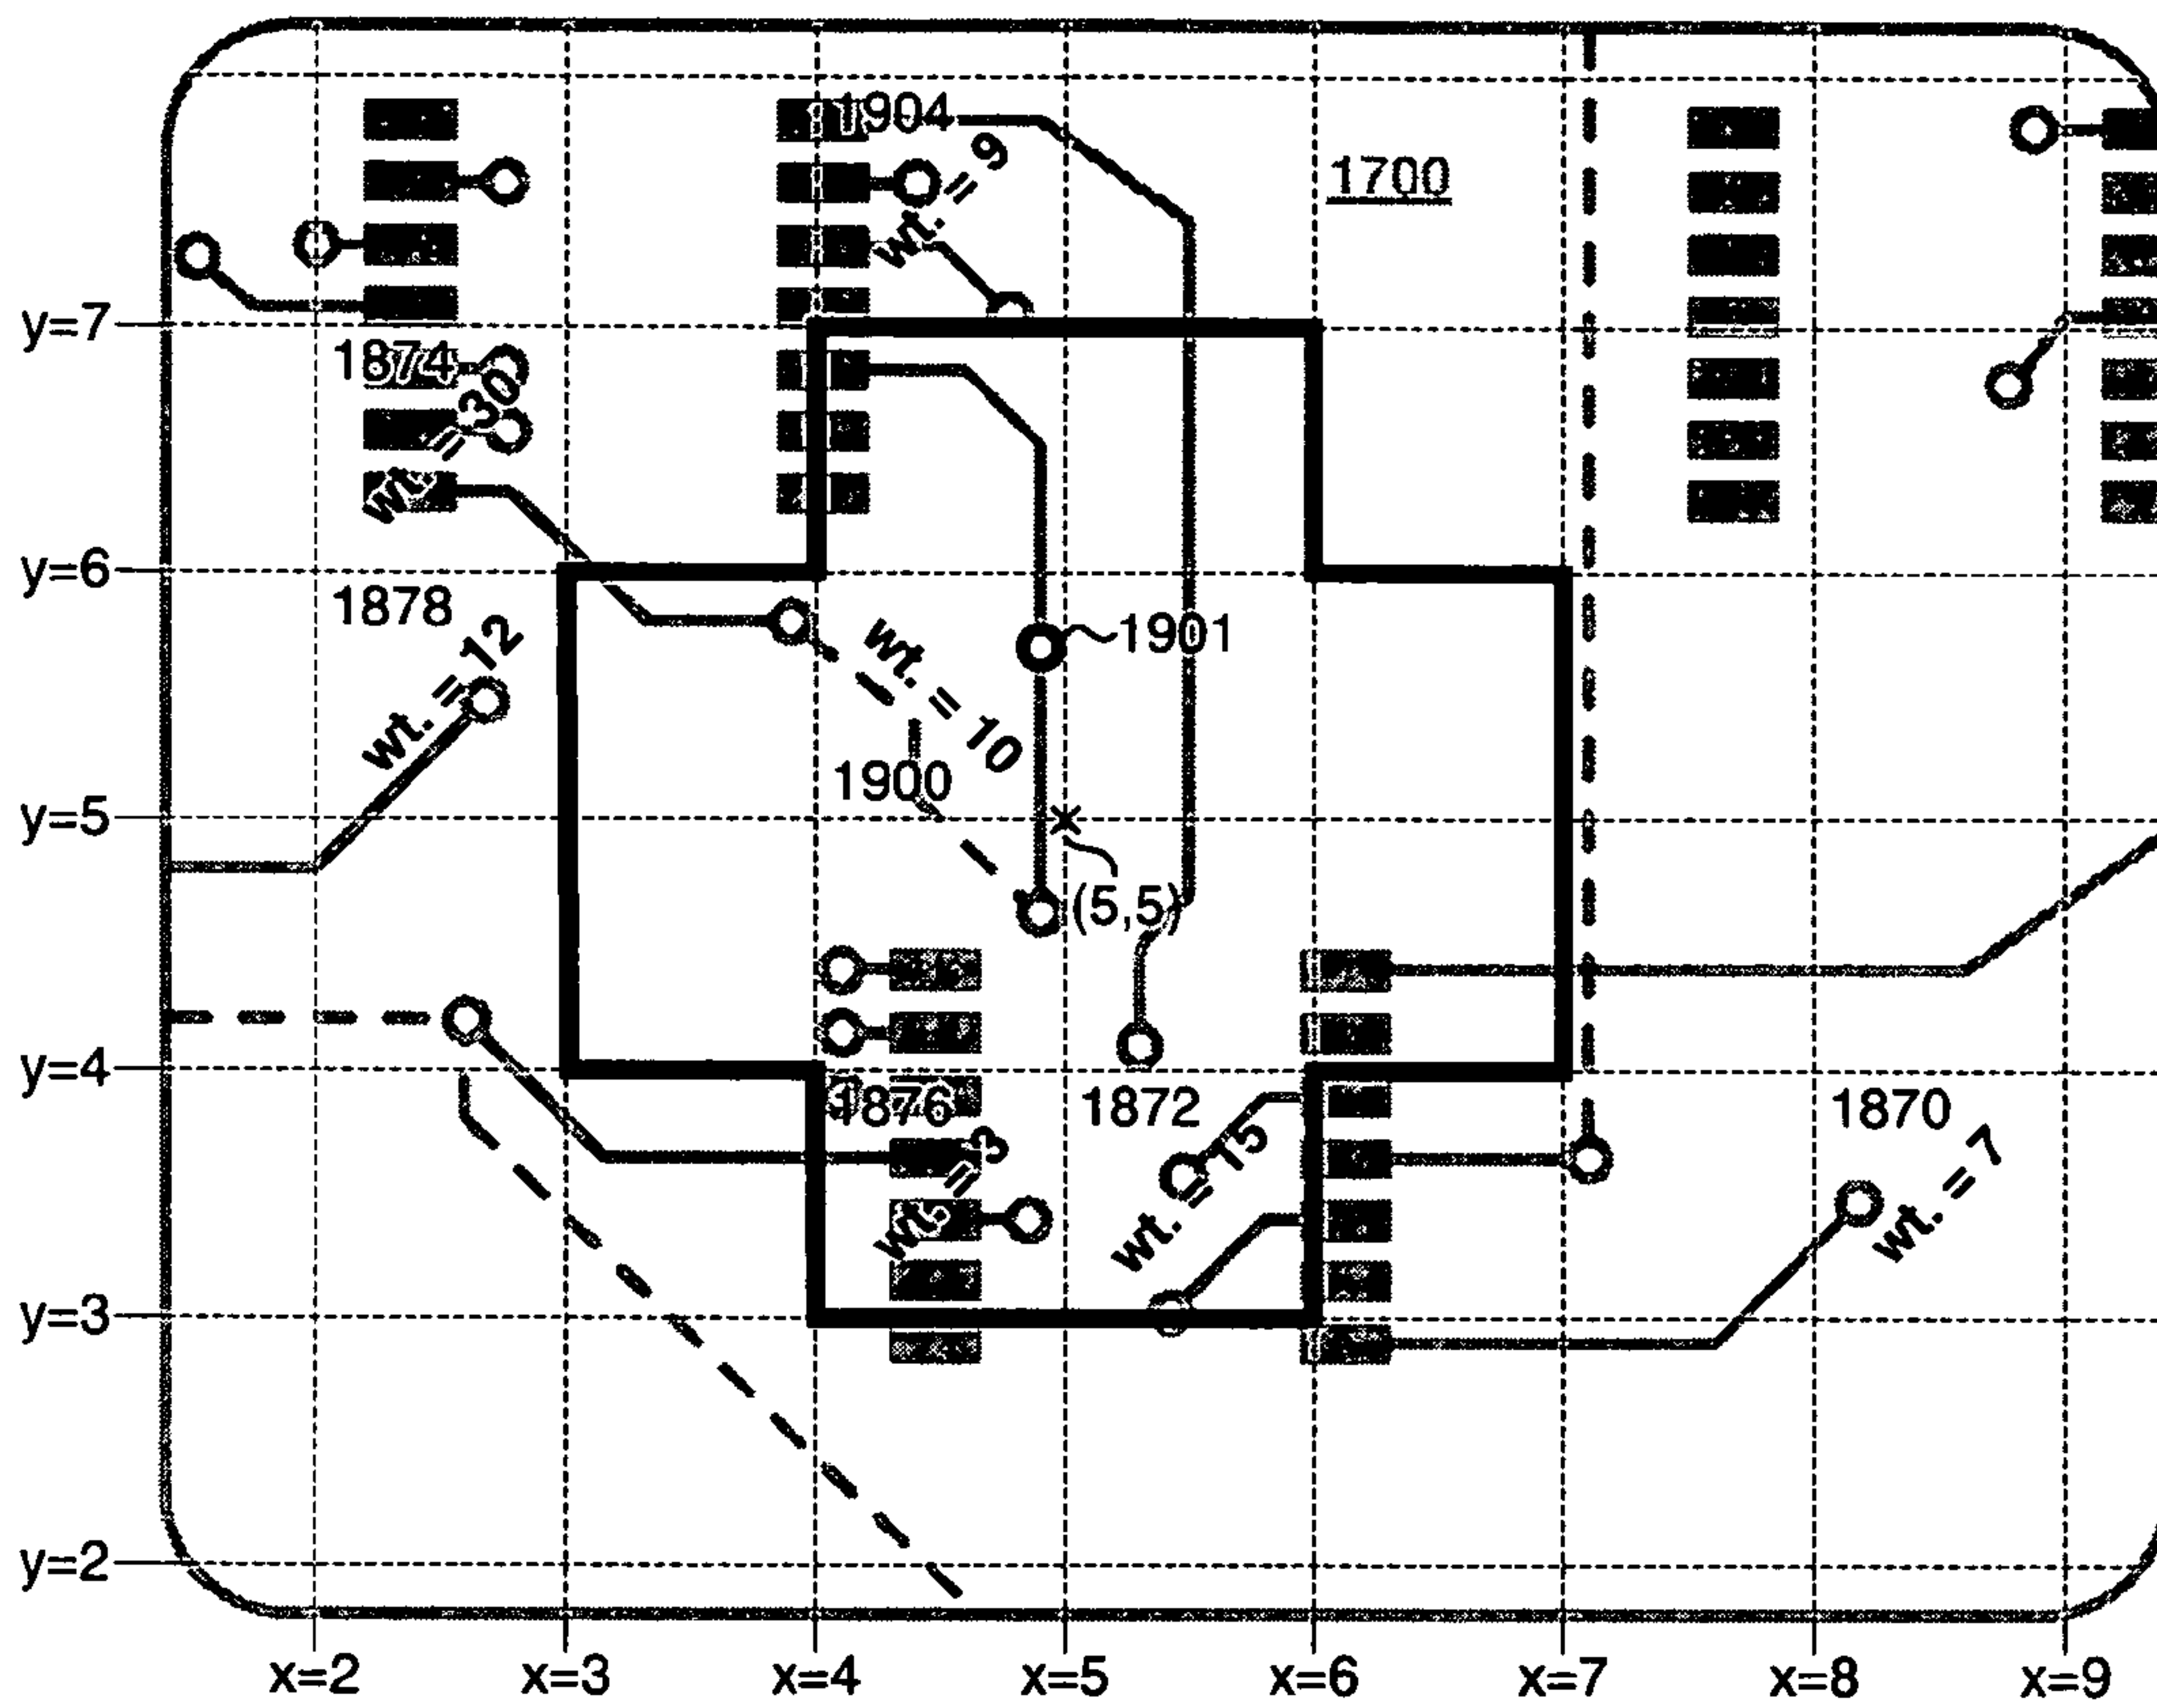 1904
wt. = 9
1700
y=7
1874
wt. = 30
y=6
1878
wt. = 12
1901
wt. = 10
1900
y=5
(5,5)
y=4
1876
wt. = 3
1872
wt. = 15
1870
wt. = 7
y=3
y=2
x=2 x=3 x=4 x=5 x=6 x=7 x=8 x=9